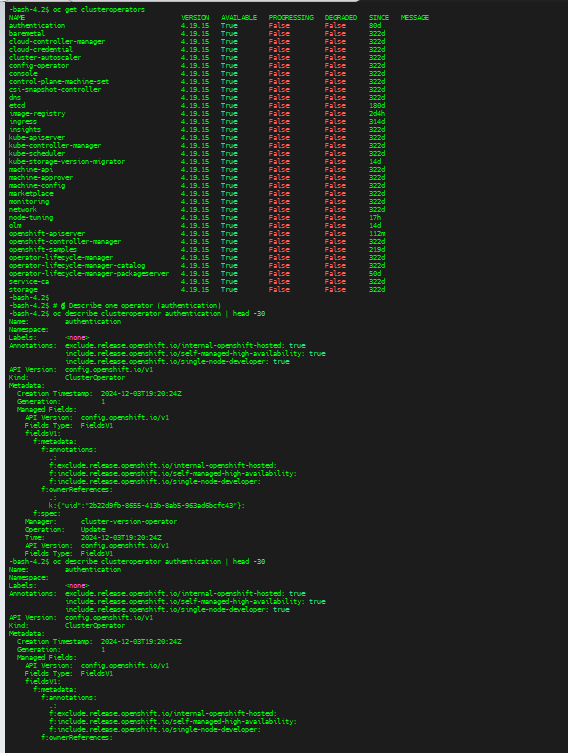 -bash-4.2$ oc get clusteroperators
NAME VERSION AVAILABLE PROGRESSING DEGRADED SINCE MESSAGE
authentication 4.19.15 True False False 80d
baremetal 4.19.15 True False False 322d
cloud-controller-manager 4.19.15 True False False 322d
cloud-credential 4.19.15 True False False 322d
cluster-autoscaler 4.19.15 True False False 322d
config-operator 4.19.15 True False False 322d
console 4.19.15 True False False 322d
control-plane-machine-set 4.19.15 True False False 322d
csi-snapshot-controller 4.19.15 True False False 322d
dns 4.19.15 True False False 322d
etcd 4.19.15 True False False 180d
image-registry 4.19.15 True False False 2d4h
ingress 4.19.15 True False False 314d
insights 4.19.15 True False False 322d
kube-apiserver 4.19.15 True False False 322d
kube-controller-manager 4.19.15 True False False 322d
kube-scheduler 4.19.15 True False False 322d
kube-storage-version-migrator 4.19.15 True False False 14d
machine-api 4.19.15 True False False 322d
machine-approver 4.19.15 True False False 322d
machine-config 4.19.15 True False False 322d
marketplace 4.19.15 True False False 322d
monitoring 4.19.15 True False False 322d
network 4.19.15 True False False 322d
node-tuning 4.19.15 True False False 17h
olm 4.19.15 True False False 14d
openshift-apiserver 4.19.15 True False False 112m
openshift-controller-manager 4.19.15 True False False 322d
openshift-samples 4.19.15 True False False 219d
operator-lifecycle-manager 4.19.15 True False False 322d
operator-lifecycle-manager-catalog 4.19.15 True False False 322d
operator-lifecycle-manager-packageserver 4.19.15 True False False 50d
service-ca 4.19.15 True False False 322d
storage 4.19.15 True False False 322d
-bash-4.2$
-bash-4.2$ # Describe one operator (authentication)
-bash-4.2$ oc describe clusteroperator authentication | head -30
Name: authentication
Namespace:
Labels: <none>
Annotations: exclude.release.openshift.io/internal-openshift-hosted: true
include.release.openshift.io/self-managed-high-availability: true
include.release.openshift.io/single-node-developer: true
API Version: config.openshift.io/v1
Kind: ClusterOperator
Metadata:
Creation Timestamp: 2024-12-03T19:20:24Z
Generation: 1
Managed Fields:
API Version: config.openshift.io/v1
Fields Type: FieldsV1
fieldsV1:
f:metadata:
f:annotations:
.:
f:exclude.release.openshift.io/internal-openshift-hosted:
f:include.release.openshift.io/self-managed-high-availability:
f:include.release.openshift.io/single-node-developer:
f:ownerReferences:
.:
k:{"uid":"2b22d9fb-8655-413b-8ab5-963ad6bcfc43"}:
f:spec:
Manager: cluster-version-operator
Operation: Update
Time: 2024-12-03T19:20:24Z
API Version: config.openshift.io/v1
Fields Type: FieldsV1
-bash-4.2$ oc describe clusteroperator authentication | head -30
Name: authentication
Namespace:
Labels: <none>
Annotations: exclude.release.openshift.io/internal-openshift-hosted: true
include.release.openshift.io/self-managed-high-availability: true
include.release.openshift.io/single-node-developer: true
API Version: config.openshift.io/v1
Kind: ClusterOperator
Metadata:
Creation Timestamp: 2024-12-03T19:20:24Z
Generation: 1
Managed Fields:
API Version: config.openshift.io/v1
Fields Type: FieldsV1
fieldsV1:
f:metadata:
f:annotations:
.:
f:exclude.release.openshift.io/internal-openshift-hosted:
f:include.release.openshift.io/self-managed-high-availability:
f:include.release.openshift.io/single-node-developer:
f:ownerReferences: